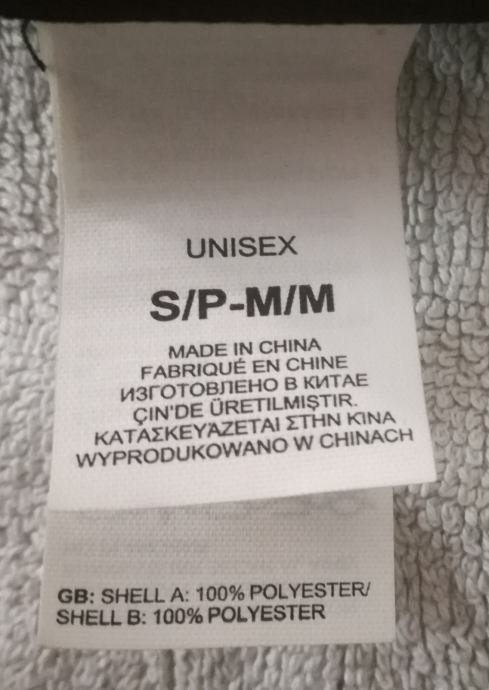 UNISEX
S/P-M/M
MADE IN CHINA
FABRIQUÉ EN CHINE
ИЗГОТОВЛЕНО В КИТАЕ
ÇIN'DE ÜRETILMIŞTIR.
ΚΑΤΑΣΚΕΥΆΖΕΤΑΙ ΣΤΗΝ ΚΙΝΑ
WYPRODUKOWANO W CHINACH
GB: SHELL A: 100% POLYESTER/
SHELL B: 100% POLYESTER